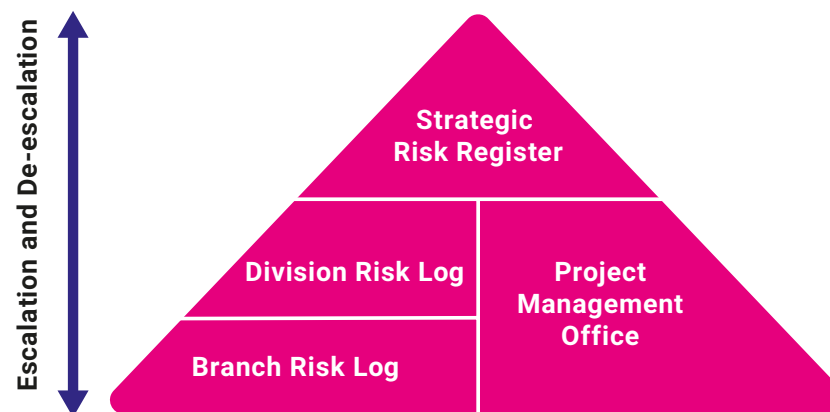 Escalation and De-escalation
Strategic
Risk Register
Division Risk Log
Project
Management
Office
Branch Risk Log